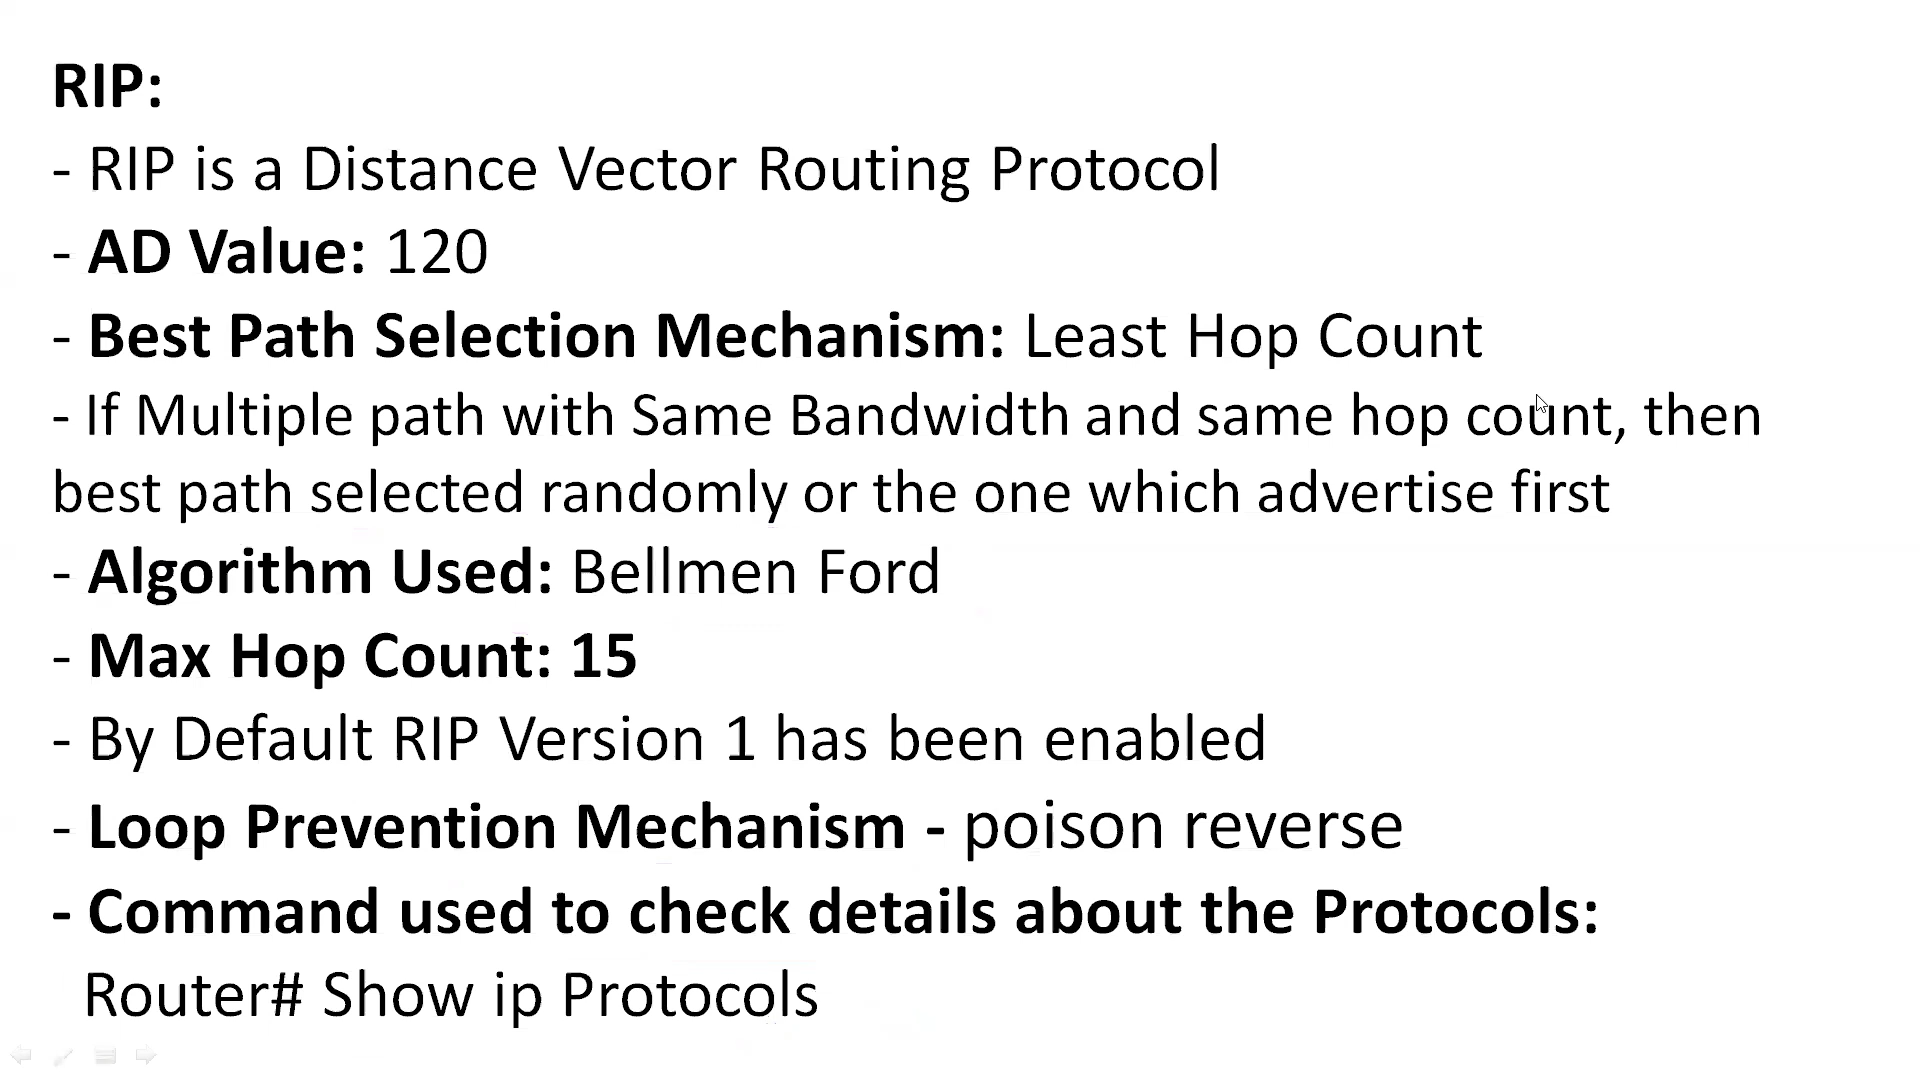 RIP:
- RIP is a Distance Vector Routing Protocol
- AD Value: 120
- Best Path Selection Mechanism: Least Hop Count
- If Multiple path with Same Bandwidth and same hop count, then
best path selected randomly or the one which advertise first
- Algorithm Used: Bellmen Ford
- Max Hop Count: 15
- By Default RIP Version 1 has been enabled
- Loop Prevention Mechanism - poison reverse
- Command used to check details about the Protocols:
Router# Show ip Protocols